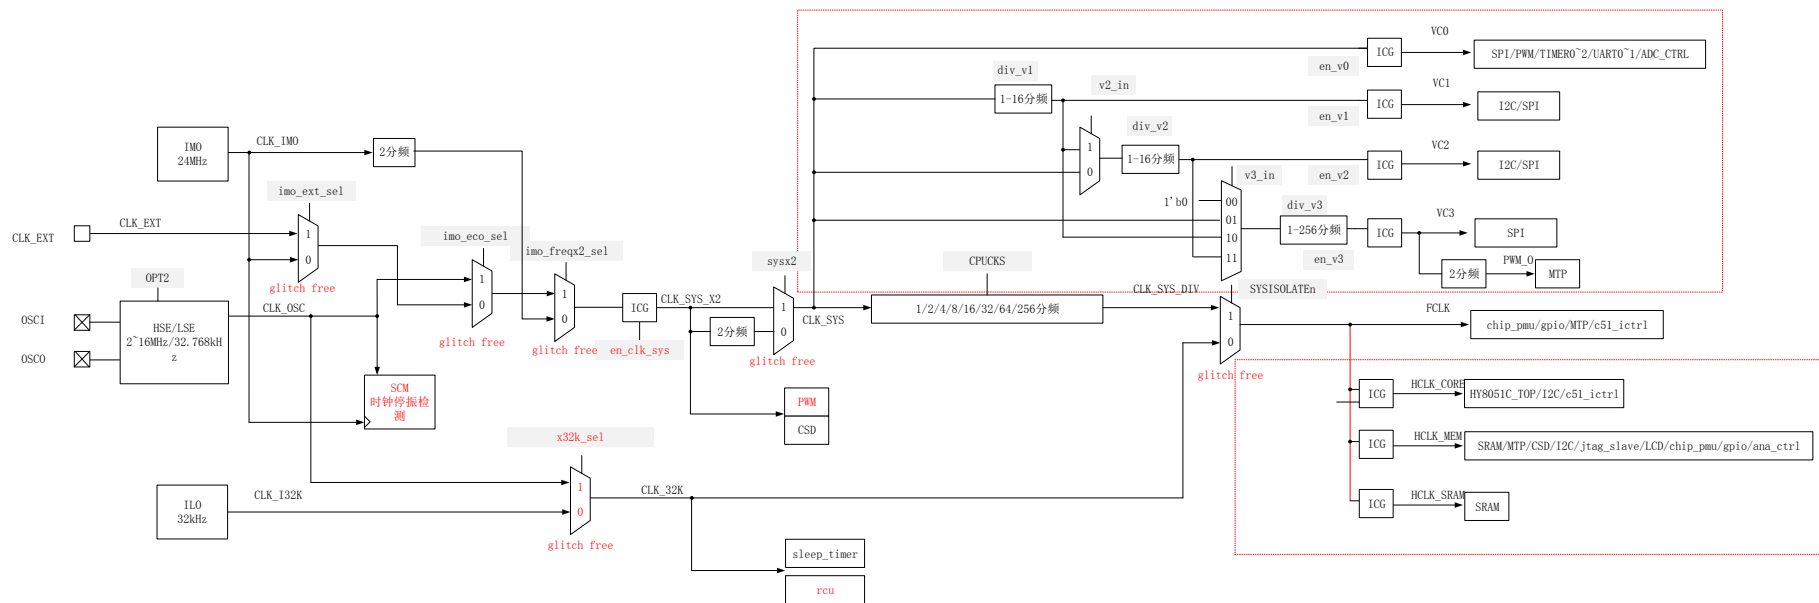 VC0
ICG
SPI/PWM/TIMER0~2/UART0~1/ADC_CTRL
en_v0
div_v1
1-16分频
v2_in
VC1
ICG
I2C/SPI
en_v1
div_v2
1
0
1-16分频
VC2
ICG
I2C/SPI
en_v2
v3_in
1'b0
00
01
10
11
div_v3
1-256分频
en_v3
VC3
ICG
SPI
2分频
PWM_0
MTP
IMO
24MHz
CLK_IMO
2分频
imo_ext_sel
CLK_EXT
CLK_EXT
1
0
glitch free
imo_eco_sel
1
0
glitch free
imo_freqx2_sel
1
0
glitch free
OPT2
OSCI
OSCO
HSE/LSE
2~16MHz/32.768kH
z
CLK_OSC
SCM
时钟停振检
测
ICG
en_clk_sys
CLK_SYS_X2
2分频
sysx2
1
0
glitch free
CLK_SYS
CPUCKS
1/2/4/8/16/32/64/256分频
CLK_SYS_DIV
SYSISOLATEn
1
0
glitch free
FCLK
chip_pmu/gpio/MTP/c51_ictrl
PWM
CSD
ICG
HCLK_CORE
HY8051C_TOP/I2C/c51_ictrl
ICG
HCLK_MEM
SRAM/MTP/CSD/I2C/jtag_slave/LCD/chip_pmu/gpio/ana_ctrl
ICG
HCLK_SRAM
SRAM
ILO
32kHz
CLK_I32K
x32k_sel
1
0
glitch free
CLK_32K
sleep_timer
rcu